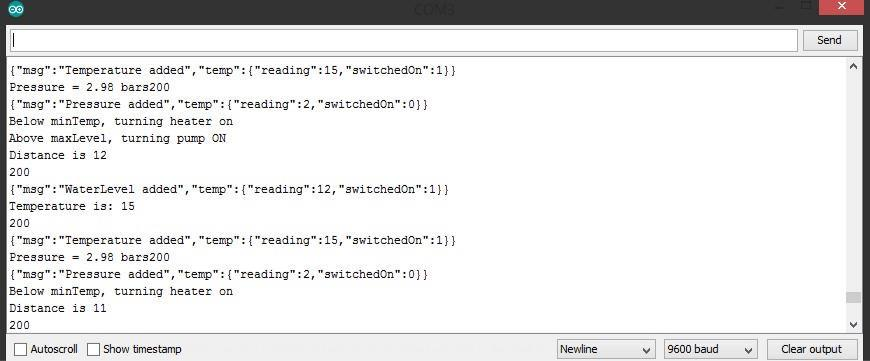 COM3
Send
{"msg":"Temperature added","temp":{"reading":15,"switchedOn":1}}
Pressure = 2.98 bars200
{"msg":"Pressure added","temp":{"reading":2,"switchedOn":0}}
Below minTemp, turning heater on
Above maxLevel, turning pump ON
Distance is 12
200
{"msg":"WaterLevel added","temp":{"reading":12,"switchedOn":1}}
Temperature is: 15
200
{"msg":"Temperature added","temp":{"reading":15,"switchedOn":1}}
Pressure = 2.98 bars200
{"msg":"Pressure added","temp":{"reading":2,"switchedOn":0}}
Below minTemp, turning heater on
Distance is 11
200
Autoscroll Show timestamp Newline 9600 baud Clear output